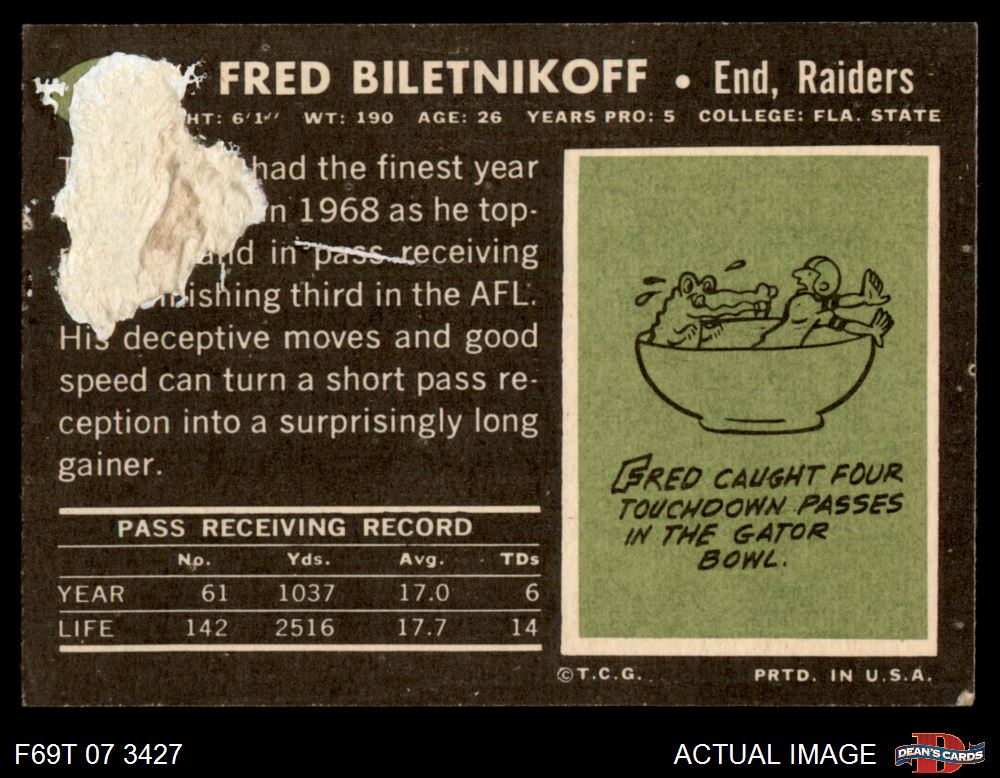 FRED BILETNIKOFF • End, Raiders
HT: 6'1" WT: 190 AGE: 26 YEARS PRO: 5 COLLEGE: FLA. STATE
had the finest year
1968 as he top-
in pass receiving
finishing third in the AFL.
His deceptive moves and good
speed can turn a short pass re-
ception into a surprisingly long
gainer.
PASS RECEIVING RECORD
No. Yds. Avg. TDs
YEAR 61 1037 17.0 6
LIFE 142 2516 17.7 14
FRED CAUGHT FOUR
TOUCHDOWN PASSES
IN THE GATOR
BOWL.
©T.C.G. PRTD. IN U.S.A.
F69T 07 3427 ACTUAL IMAGE DEAN'S CARDS